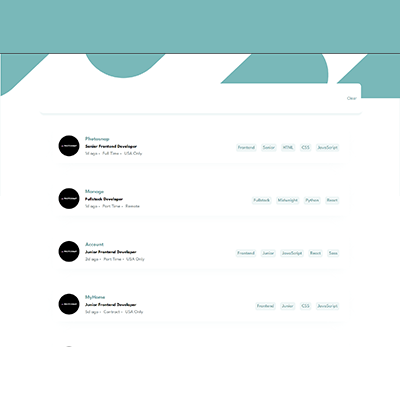 Clear
Photosnap
Senior Frontend Developer
1d ago • Full Time • USA Only
Frontend Senior HTML CSS JavaScript
Manage
Fullstack Developer
1d ago • Part Time • Remote
Fullstack Midweight Python React
Account
Junior Frontend Developer
2d ago • Part Time • USA Only
Frontend Junior JavaScript React Sass
MyHome
Junior Frontend Developer
5d ago • Contract • USA Only
Frontend Junior CSS JavaScript